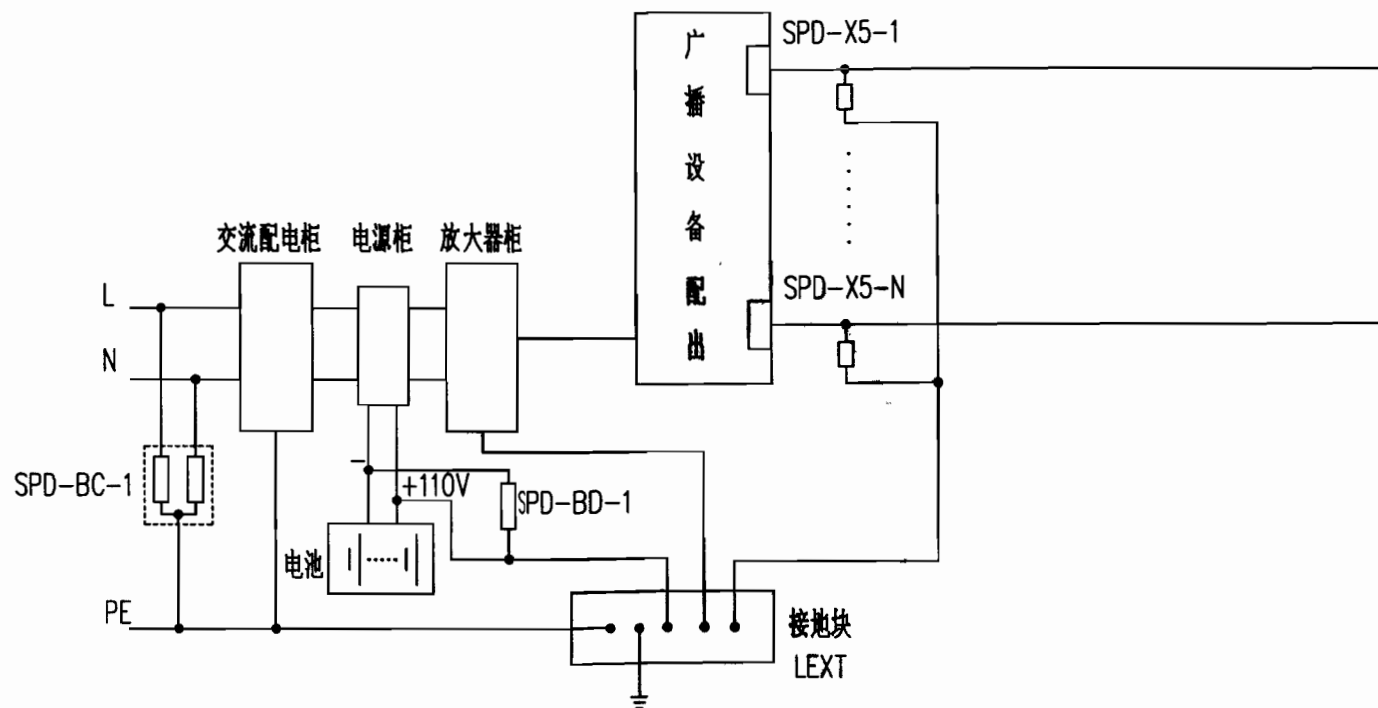 SPD-X5-1
广播设备配出
交流配电柜
电源柜
放大器柜
SPD-X5-N
L
N
SPD-BC-1
-
+110V
SPD-BD-1
电池
PE
接地块
LEXT